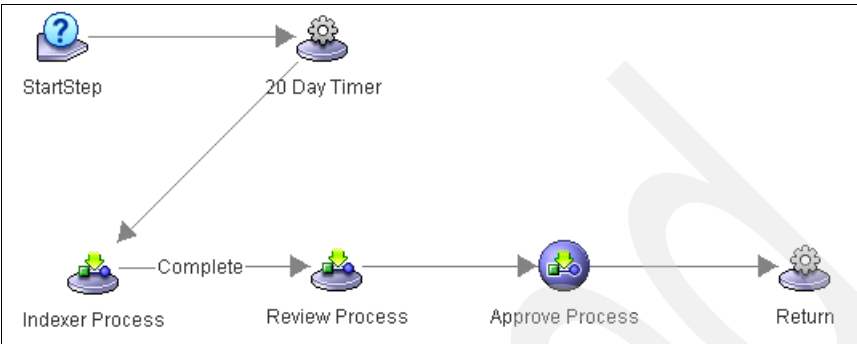 StartStep
20 Day Timer
Indexer Process
Complete
Review Process
Approve Process
Return